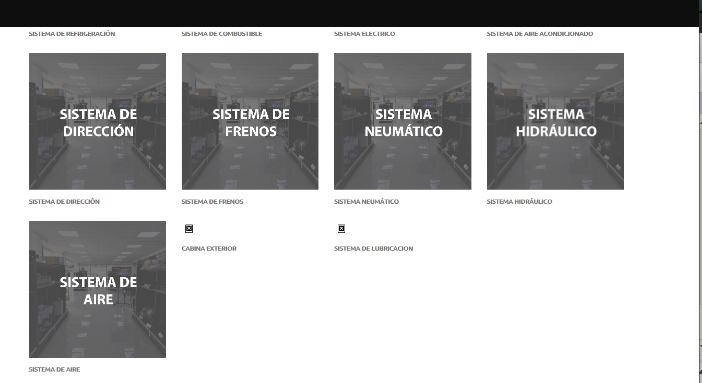 SISTEMA DE REFRIGERACIÓN
SISTEMA DE COMBUSTIBLE
SISTEMA ELECTRICO
SISTEMA DE AIRE ACONDICIONADO
SISTEMA DE
DIRECCIÓN
SISTEMA DE
FRENOS
SISTEMA
NEUMÁTICO
SISTEMA
HIDRÁULICO
SISTEMA DE DIRECCIÓN
SISTEMA DE FRENOS
SISTEMA NEUMÁTICO
SISTEMA HIDRÁULICO
SISTEMA DE
AIRE
CABINA EXTERIOR
SISTEMA DE LUBRICACION
SISTEMA DE AIRE